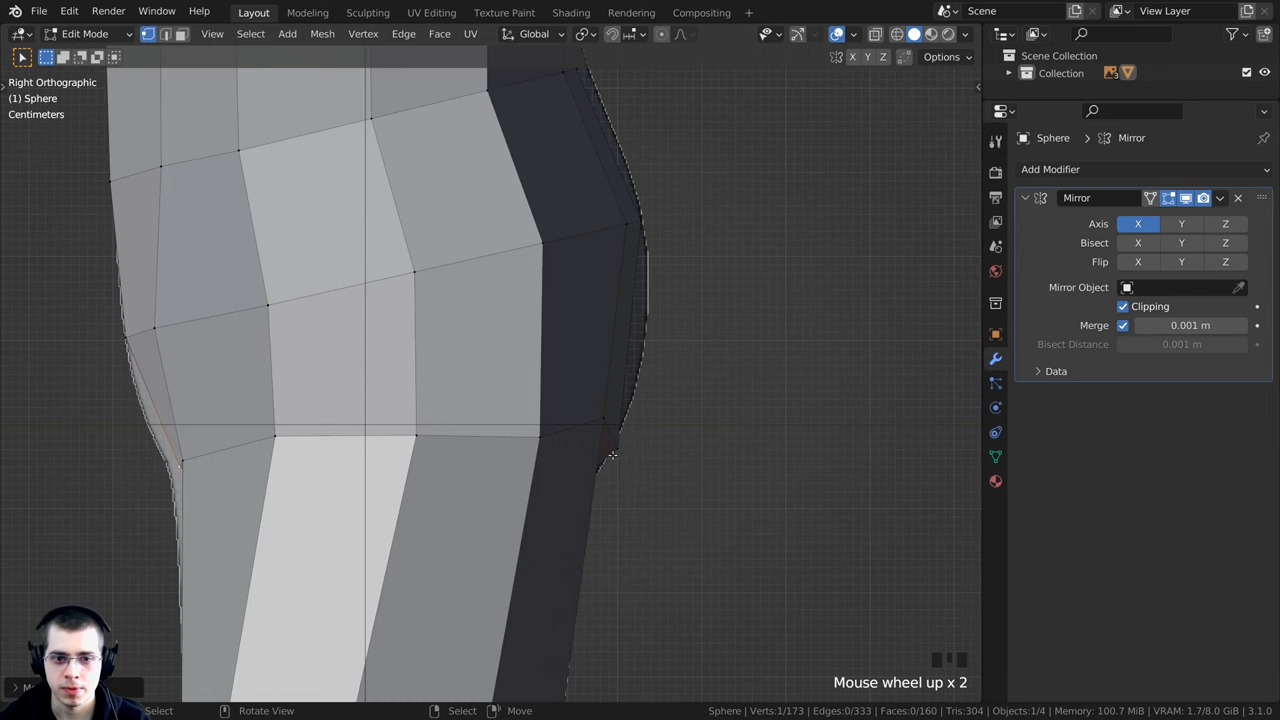 File Edit Render Window Help Layout Modeling Sculpting UV Editing Texture Paint Shading Rendering Compositing Scene View Layer
Edit Mode View Select Add Mesh Vertex Edge Face UV Global
X Y Z Options
Right Orthographic
(1) Sphere
Centimeters
Scene Collection
Collection 3
Sphere Mirror
Add Modifier
Mirror
Axis X Y Z
Bisect X Y Z
Flip X Y Z
Mirror Object
Clipping
Merge 0.001 m
Bisect Distance 0.001 m
Data
Mouse wheel up x 2
Select Rotate View Select Move Sphere | Verts:1/173 | Edges:0/333 | Faces:0/160 | Tris:304 | Objects:1/4 | Memory: 100.7 MiB | VRAM: 1.7/8.0 GiB | 3.1.0